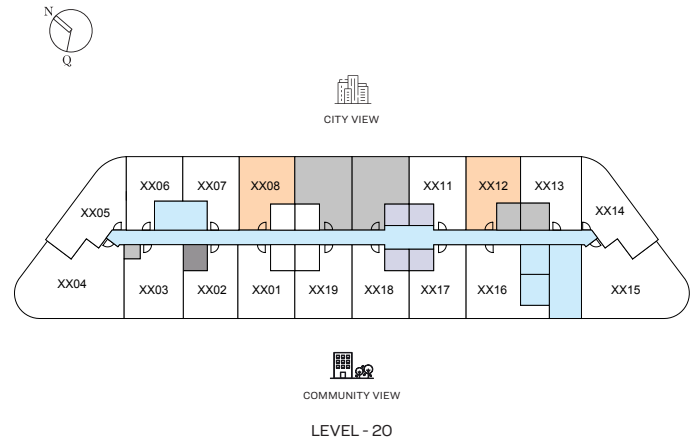 N
Q
CITY VIEW
XX06 XX07 XX08 XX11 XX12 XX13
XX05 XX14
XX04 XX03 XX02 XX01 XX19 XX18 XX17 XX16 XX15
COMMUNITY VIEW
LEVEL - 20